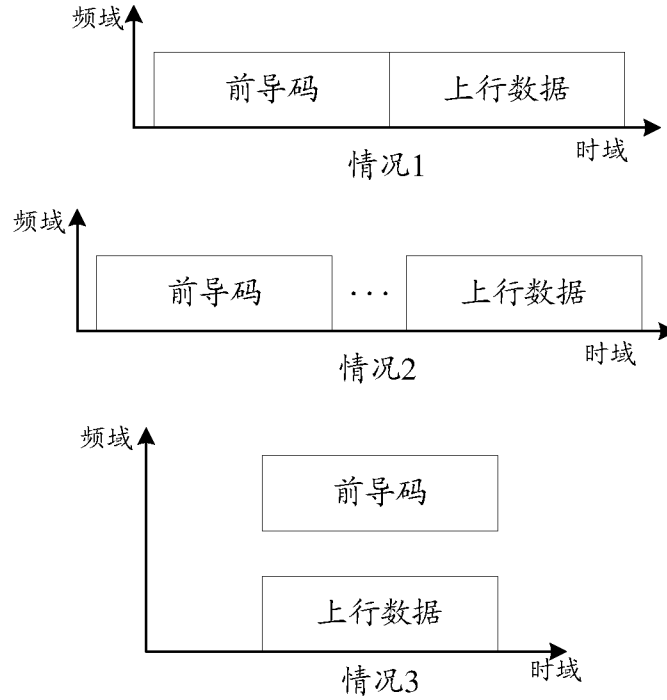 频域
前导码 上行数据
时域
情况1
频域
前导码 ··· 上行数据
时域
情况2
频域
前导码
上行数据
时域
情况3